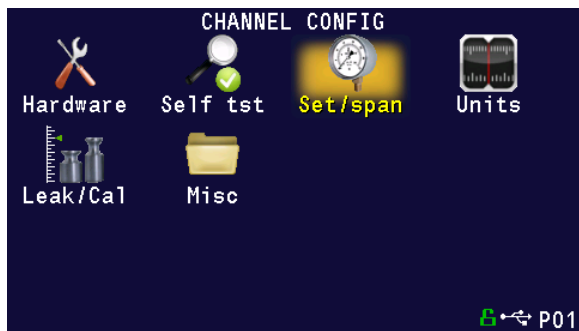 CHANNEL CONFIG
Hardware
Self tst
Set/span
Units
Leak/Cal
Misc
P01